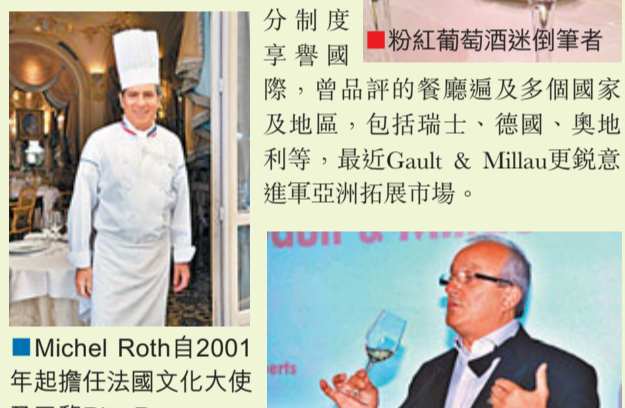 分制度
享譽國
■粉紅葡萄酒迷倒筆者
際，曾品評的餐廳遍及多個國家
及地區，包括瑞士、德國、奧地
利等，最近Gault & Millau更銳意
進軍亞洲拓展市場。
■Michel Roth自2001
年起擔任法國文化大使